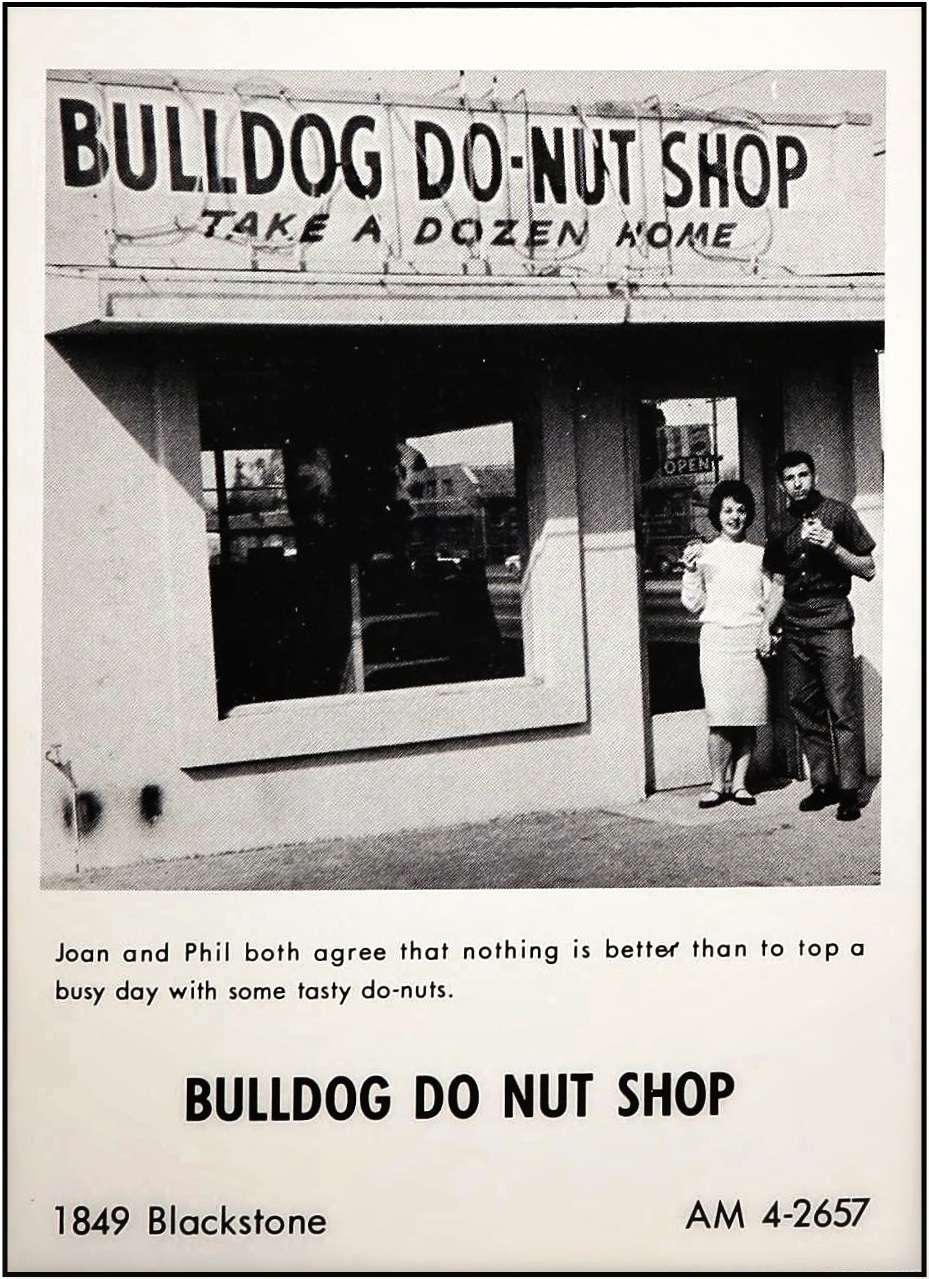 BULLDOG DO-NUT SHOP
TAKE A DOZEN HOME
OPEN
Joan and Phil both agree that nothing is better than to top a
busy day with some tasty do-nuts.
BULLDOG DO NUT SHOP
1849 Blackstone
AM 4-2657